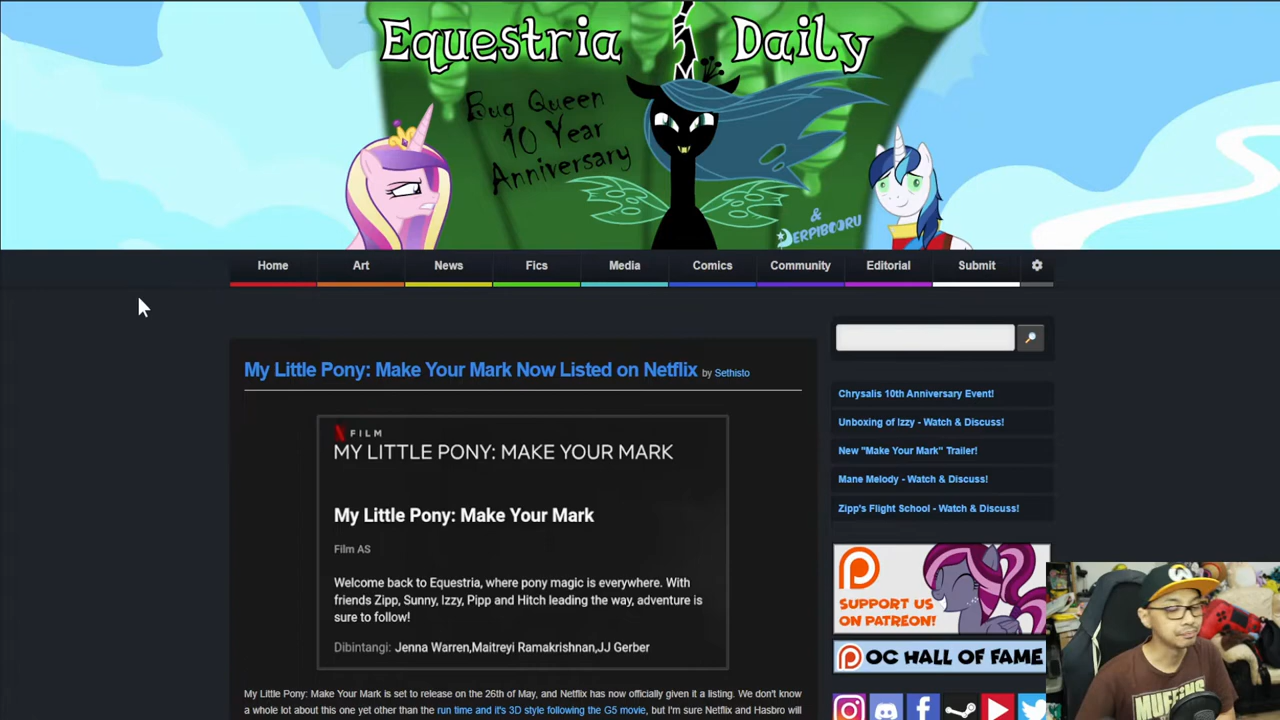 Equestria Daily
Bug Queen
10 Year
Anniversary
&
DERPIBOORU
Home Art News Fics Media Comics Community Editorial Submit
My Little Pony: Make Your Mark Now Listed on Netflix by Sethisto
FILM
MY LITTLE PONY: MAKE YOUR MARK
My Little Pony: Make Your Mark
Film AS
Welcome back to Equestria, where pony magic is everywhere. With
friends Zipp, Sunny, Izzy, Pipp and Hitch leading the way, adventure is
sure to follow!
Dibintangi: Jenna Warren,Maitreyi Ramakrishnan,JJ Gerber
My Little Pony: Make Your Mark is set to release on the 26th of May, and Netflix has now officially given it a listing. We don't know
a whole lot about this one yet other than the run time and it's 3D style following the G5 movie, but I'm sure Netflix and Hasbro will
Chrysalis 10th Anniversary Event!
Unboxing of Izzy - Watch & Discuss!
New "Make Your Mark" Trailer!
Mane Melody - Watch & Discuss!
Zipp's Flight School - Watch & Discuss!
SUPPORT US
ON PATREON!
OC HALL OF FAME
MUFFINS